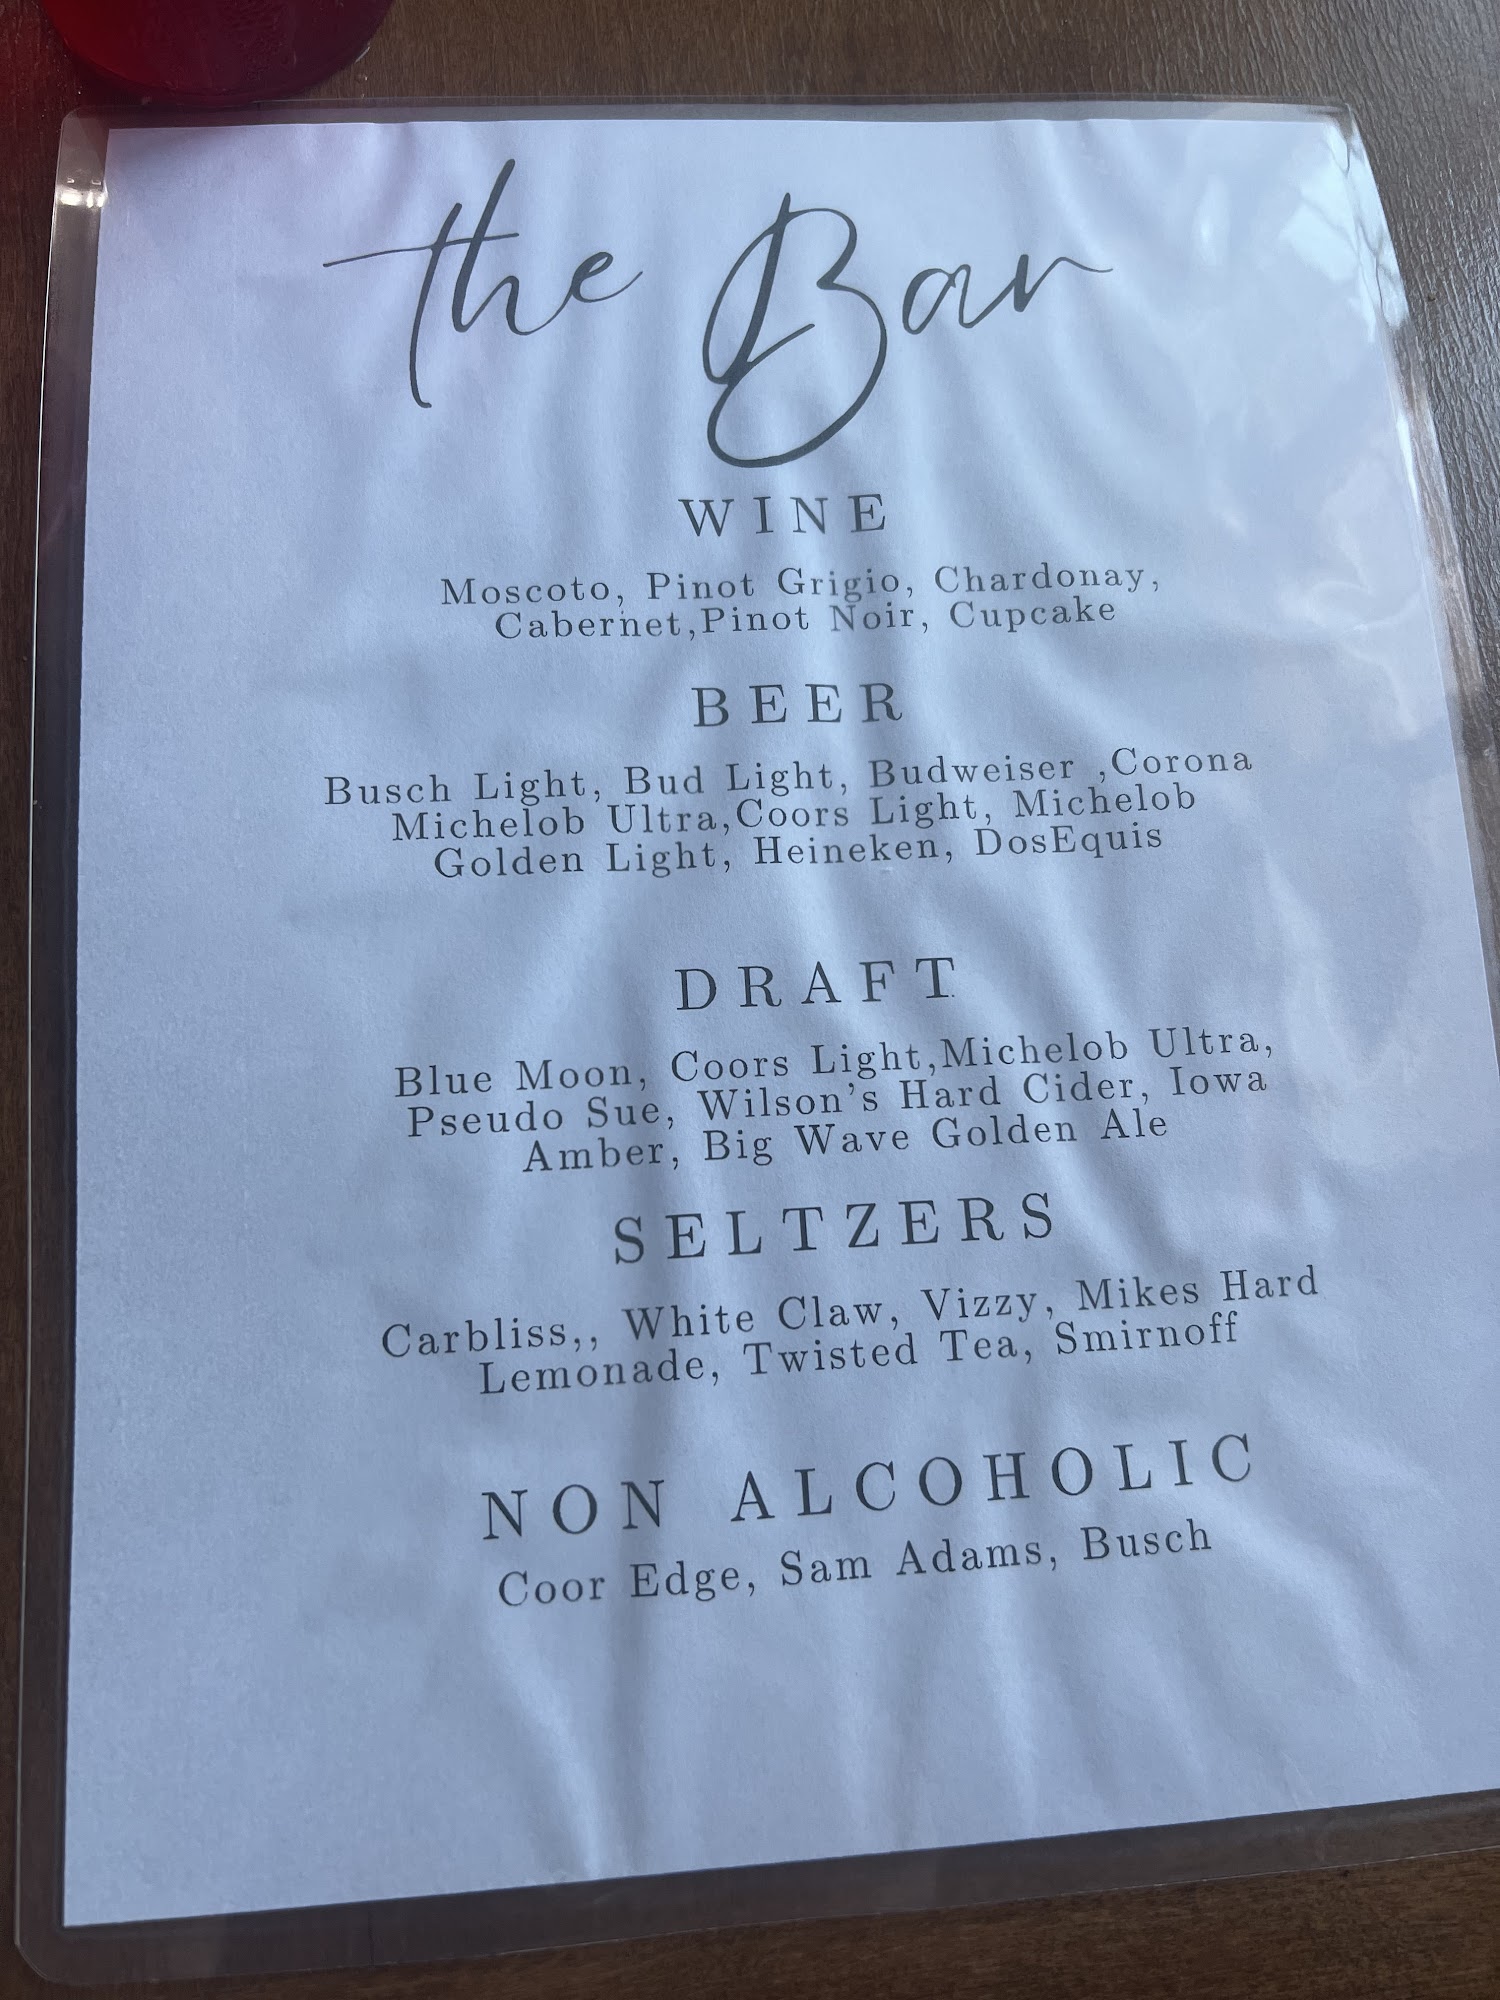 the Bar
WINE
Moscoto, Pinot Grigio, Chardonay,
Cabernet,Pinot Noir, Cupcake
BEER
Busch Light, Bud Light, Budweiser ,Corona
Michelob Ultra,Coors Light, Michelob
Golden Light, Heineken, DosEquis
DRAFT
Blue Moon, Coors Light,Michelob Ultra,
Pseudo Sue, Wilson's Hard Cider, Iowa
Amber, Big Wave Golden Ale
SELTZERS
Carbliss,, White Claw, Vizzy, Mikes Hard
Lemonade, Twisted Tea, Smirnoff
NON ALCOHOLIC
Coor Edge, Sam Adams, Busch